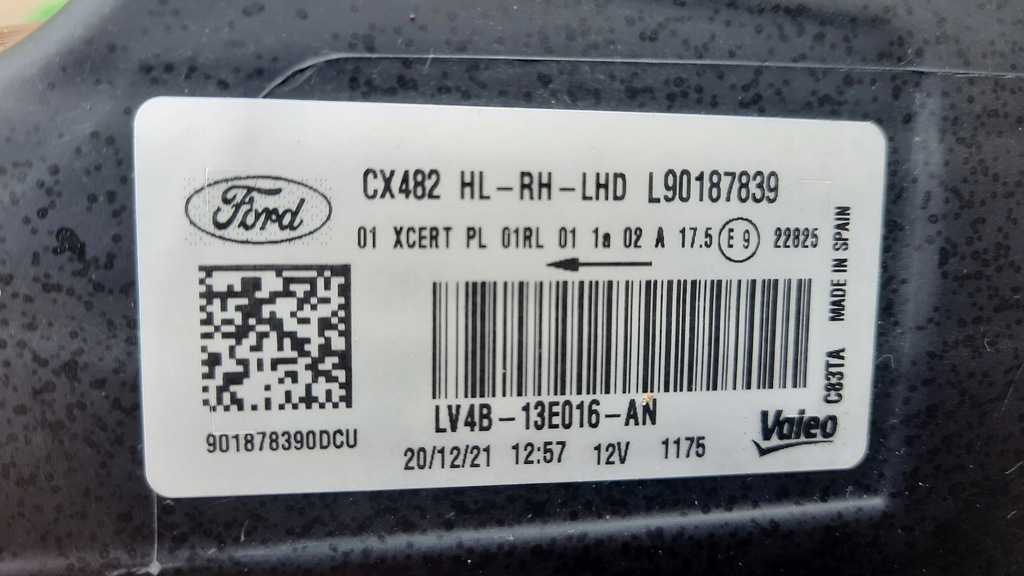 Ford
CX482 HL-RH-LHD L90187839
01 XCERT PL 01RL 01 1a 02 A 17.5 E 9 22825
MADE IN SPAIN
C83TA
LV4B-13E016-AN
901878390DCU
20/12/21 12:57 12V 1175
Valeo